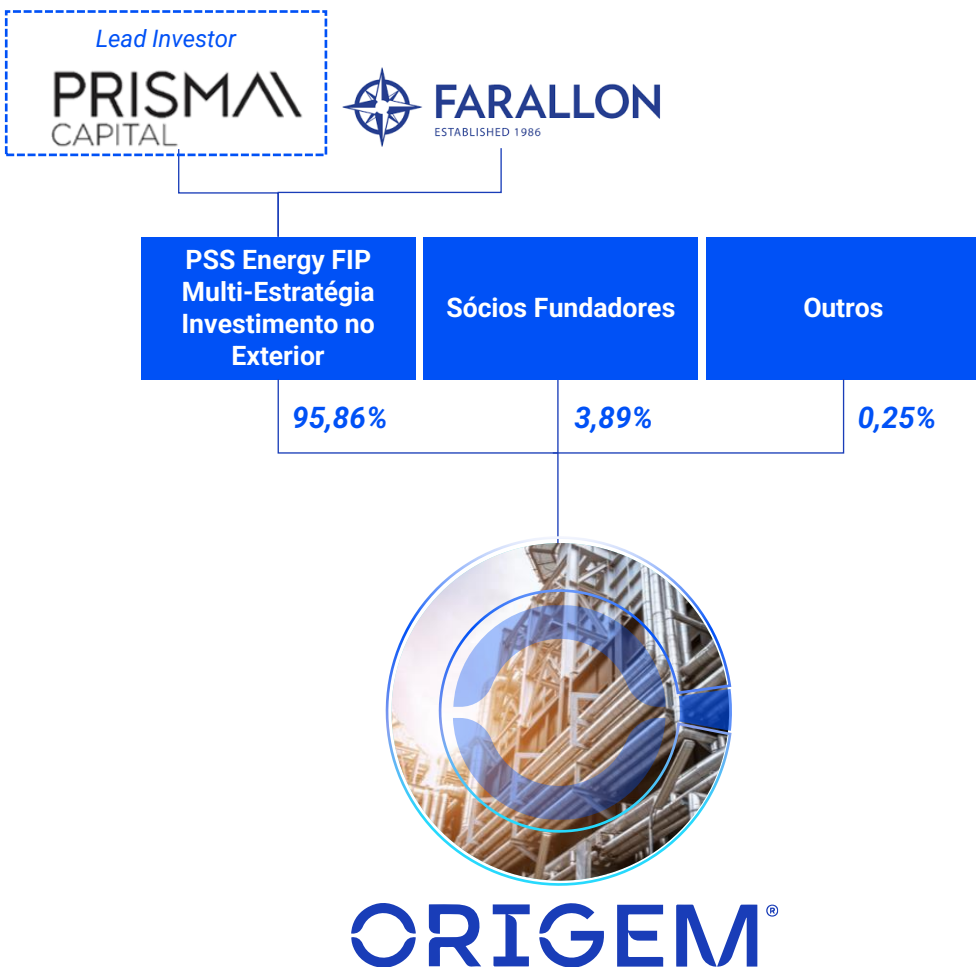 Lead Investor
PRISMA
CAPITAL
FARALLON
ESTABLISHED 1986
PSS Energy FIP
Multi-Estratégia
Investimento no
Exterior
Sócios Fundadores
Outros
95,86%
3,89%
0,25%
ORIGEM®